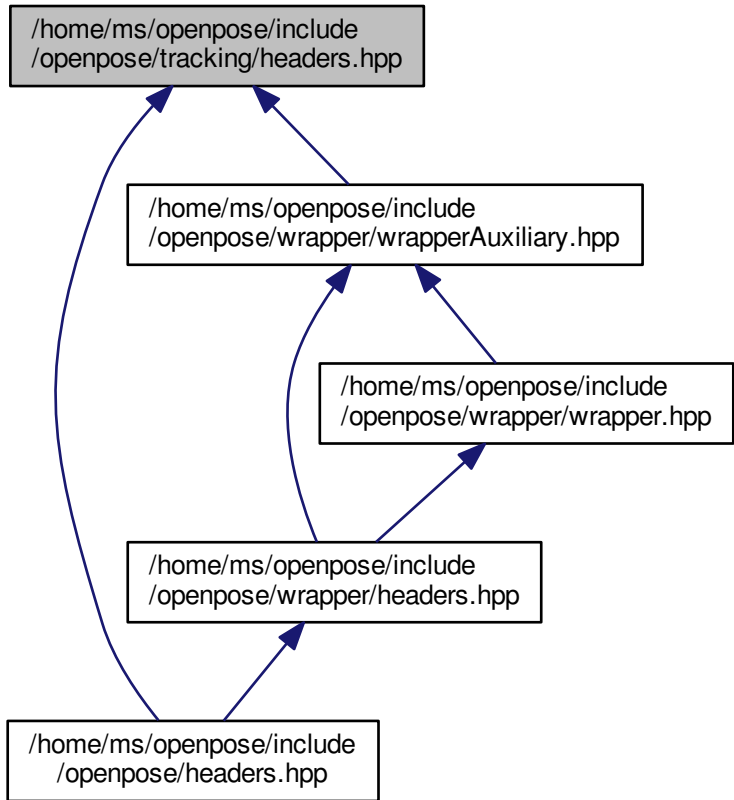 /home/ms/openpose/include
/openpose/tracking/headers.hpp
/home/ms/openpose/include
/openpose/wrapper/wrapperAuxiliary.hpp
/home/ms/openpose/include
/openpose/wrapper/wrapper.hpp
/home/ms/openpose/include
/openpose/wrapper/headers.hpp
/home/ms/openpose/include
/openpose/headers.hpp